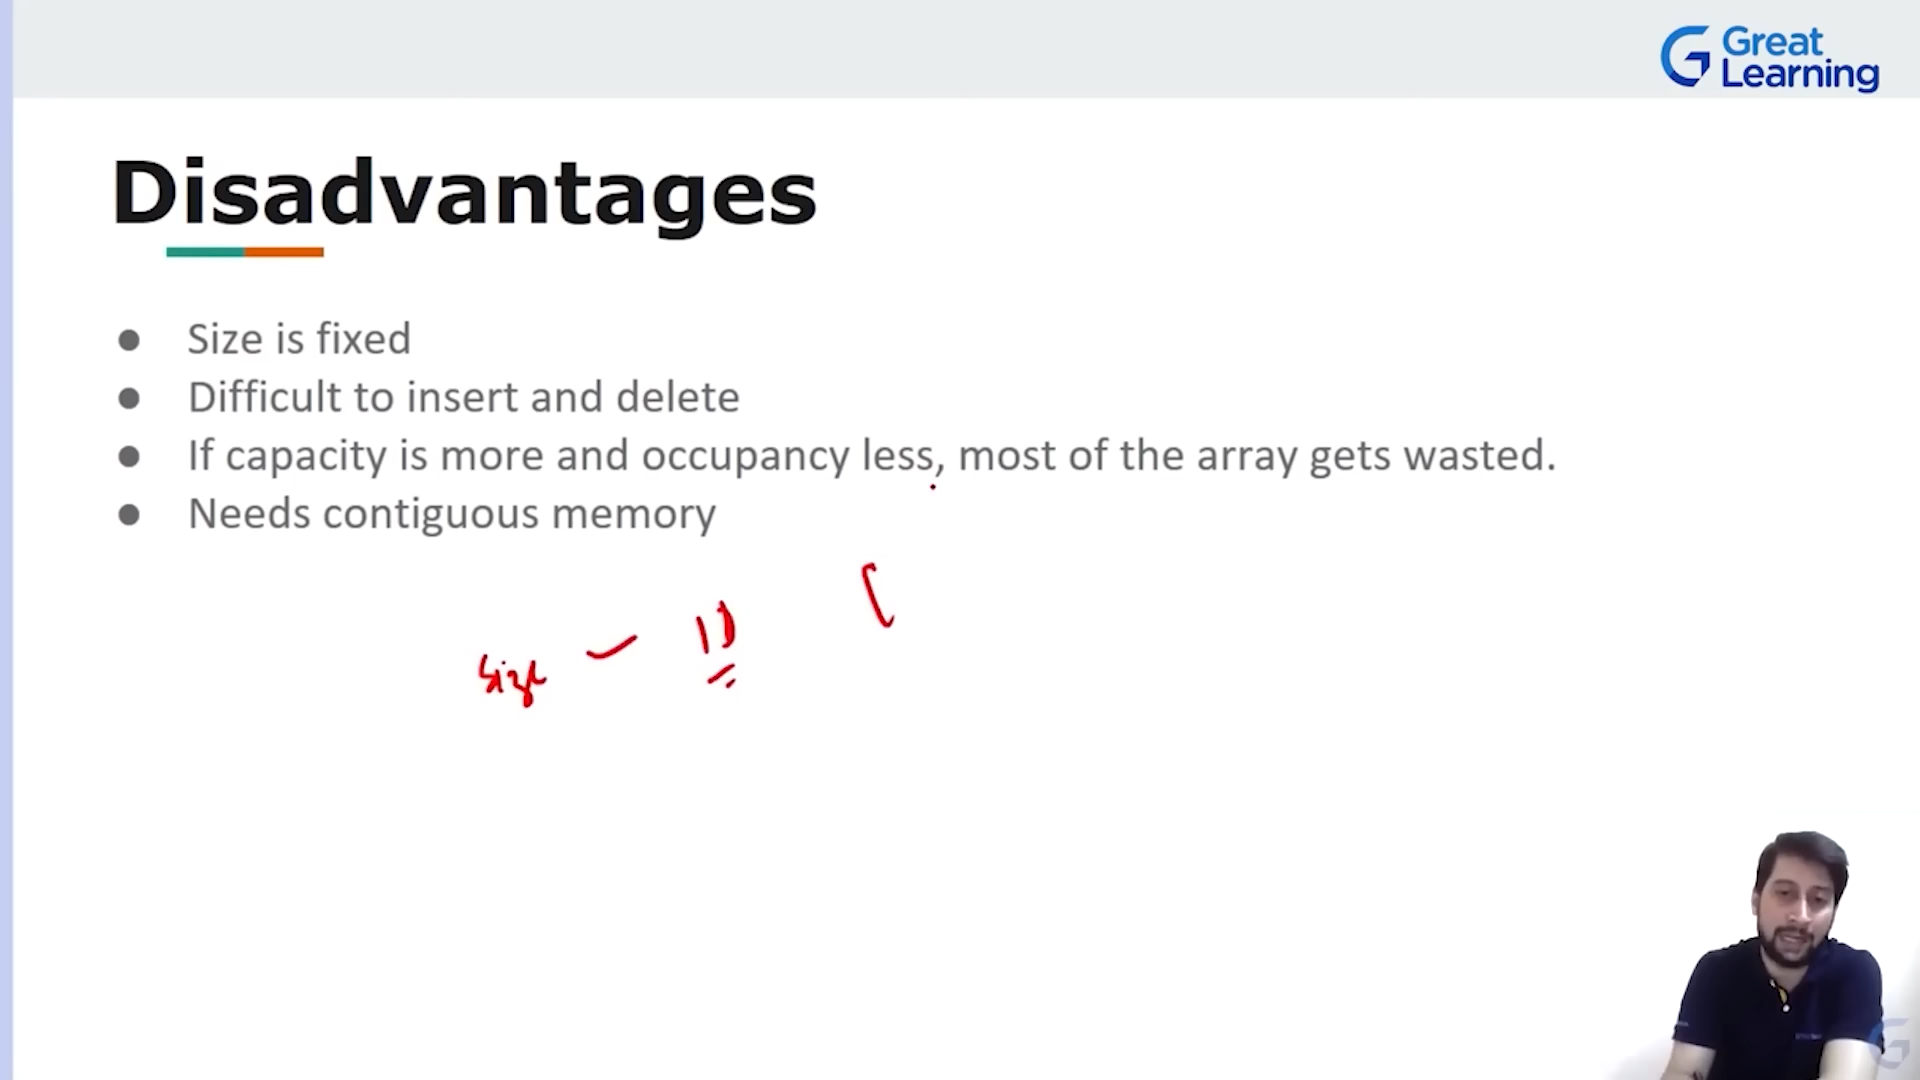 Great
Learning
Disadvantages
● Size is fixed
● Difficult to insert and delete
● If capacity is more and occupancy less, most of the array gets wasted.
● Needs contiguous memory
Size –